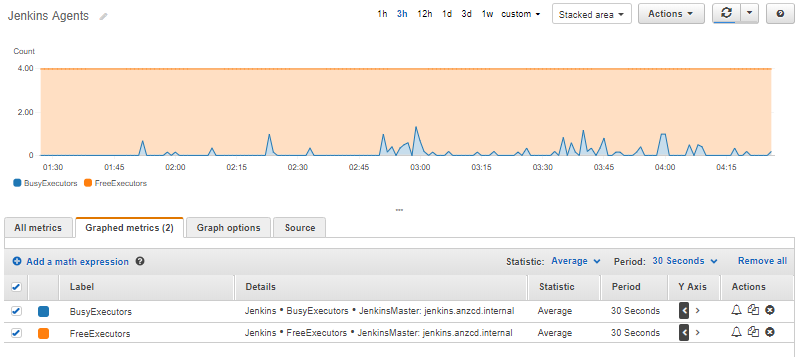 Jenkins Agents
1h 3h 12h 1d 3d 1w custom Stacked area Actions
Count
4.00
2.00
0
01:30 01:45 02:00 02:15 02:30 02:45 03:00 03:15 03:30 03:45 04:00 04:15
BusyExecutors FreeExecutors
All metrics Graphed metrics (2) Graph options Source
Add a math expression Statistic: Average Period: 30 Seconds Remove all
Label Details Statistic Period Y Axis Actions
BusyExecutors Jenkins • BusyExecutors • JenkinsMaster: jenkins.anzcd.internal Average 30 Seconds
FreeExecutors Jenkins • FreeExecutors • JenkinsMaster: jenkins.anzcd.internal Average 30 Seconds